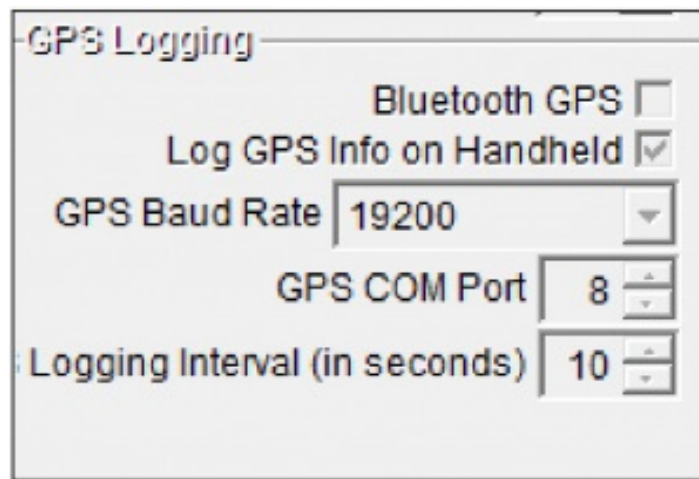 GPS Logging
Bluetooth GPS
Log GPS Info on Handheld
GPS Baud Rate 19200
GPS COM Port 8
Logging Interval (in seconds) 10